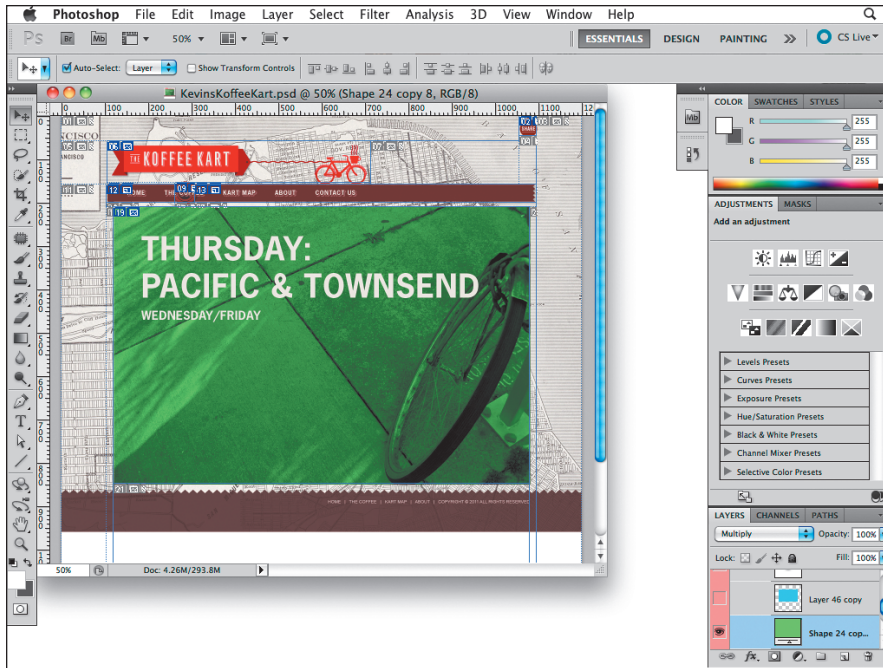 Photoshop File Edit Image Layer Select Filter Analysis 3D View Window Help
Ps Br Mb 50% ESSENTIALS DESIGN PAINTING CS Live
Auto-Select: Layer Show Transform Controls
KevinsKoffeeKart.psd @ 50% (Shape 24 copy 8, RGB/8)
0 100 200 300 400 500 600 700 800 900 1000 1100
SHARE
KOFFEE KART
KART MAP ABOUT CONTACT US
THURSDAY:
PACIFIC & TOWNSEND
WEDNESDAY/FRIDAY
HOME | THE COFFEE | KART MAP | ABOUT | COPYRIGHT © 2011 ALL RIGHTS RESERVED
50% Doc: 4.26M/293.8M
COLOR SWATCHES STYLES
Mb
R 255
G 255
B 255
ADJUSTMENTS MASKS
Add an adjustment
Levels Presets
Curves Presets
Exposure Presets
Hue/Saturation Presets
Black & White Presets
Channel Mixer Presets
Selective Color Presets
LAYERS CHANNELS PATHS
Multiply Opacity: 100%
Lock: Fill: 100%
Layer 46 copy
Shape 24 cop...